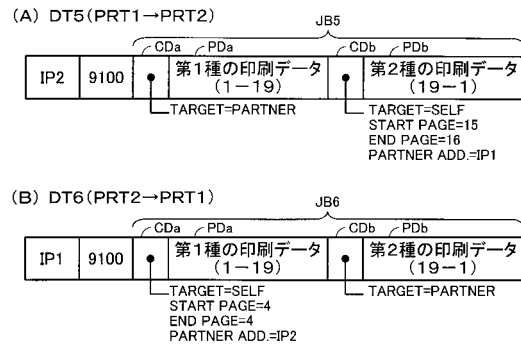 (A) DT5(PRT1→PRT2)
JB5
CDa PDa CDb PDb
IP2 9100 第1種の印刷データ 第2種の印刷データ
(1−19) (19−1)
TARGET=PARTNER TARGET=SELF
START PAGE=15
END PAGE=16
PARTNER ADD.=IP1
(B) DT6(PRT2→PRT1)
JB6
CDa PDa CDb PDb
IP1 9100 第1種の印刷データ 第2種の印刷データ
(1−19) (19−1)
TARGET=SELF TARGET=PARTNER
START PAGE=4
END PAGE=4
PARTNER ADD.=IP2